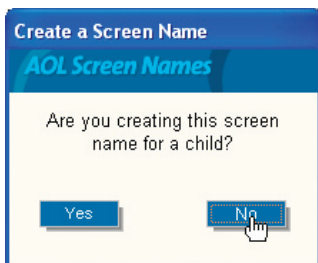 Create a Screen Name
AOL Screen Names
Are you creating this screen
name for a child?
Yes
No